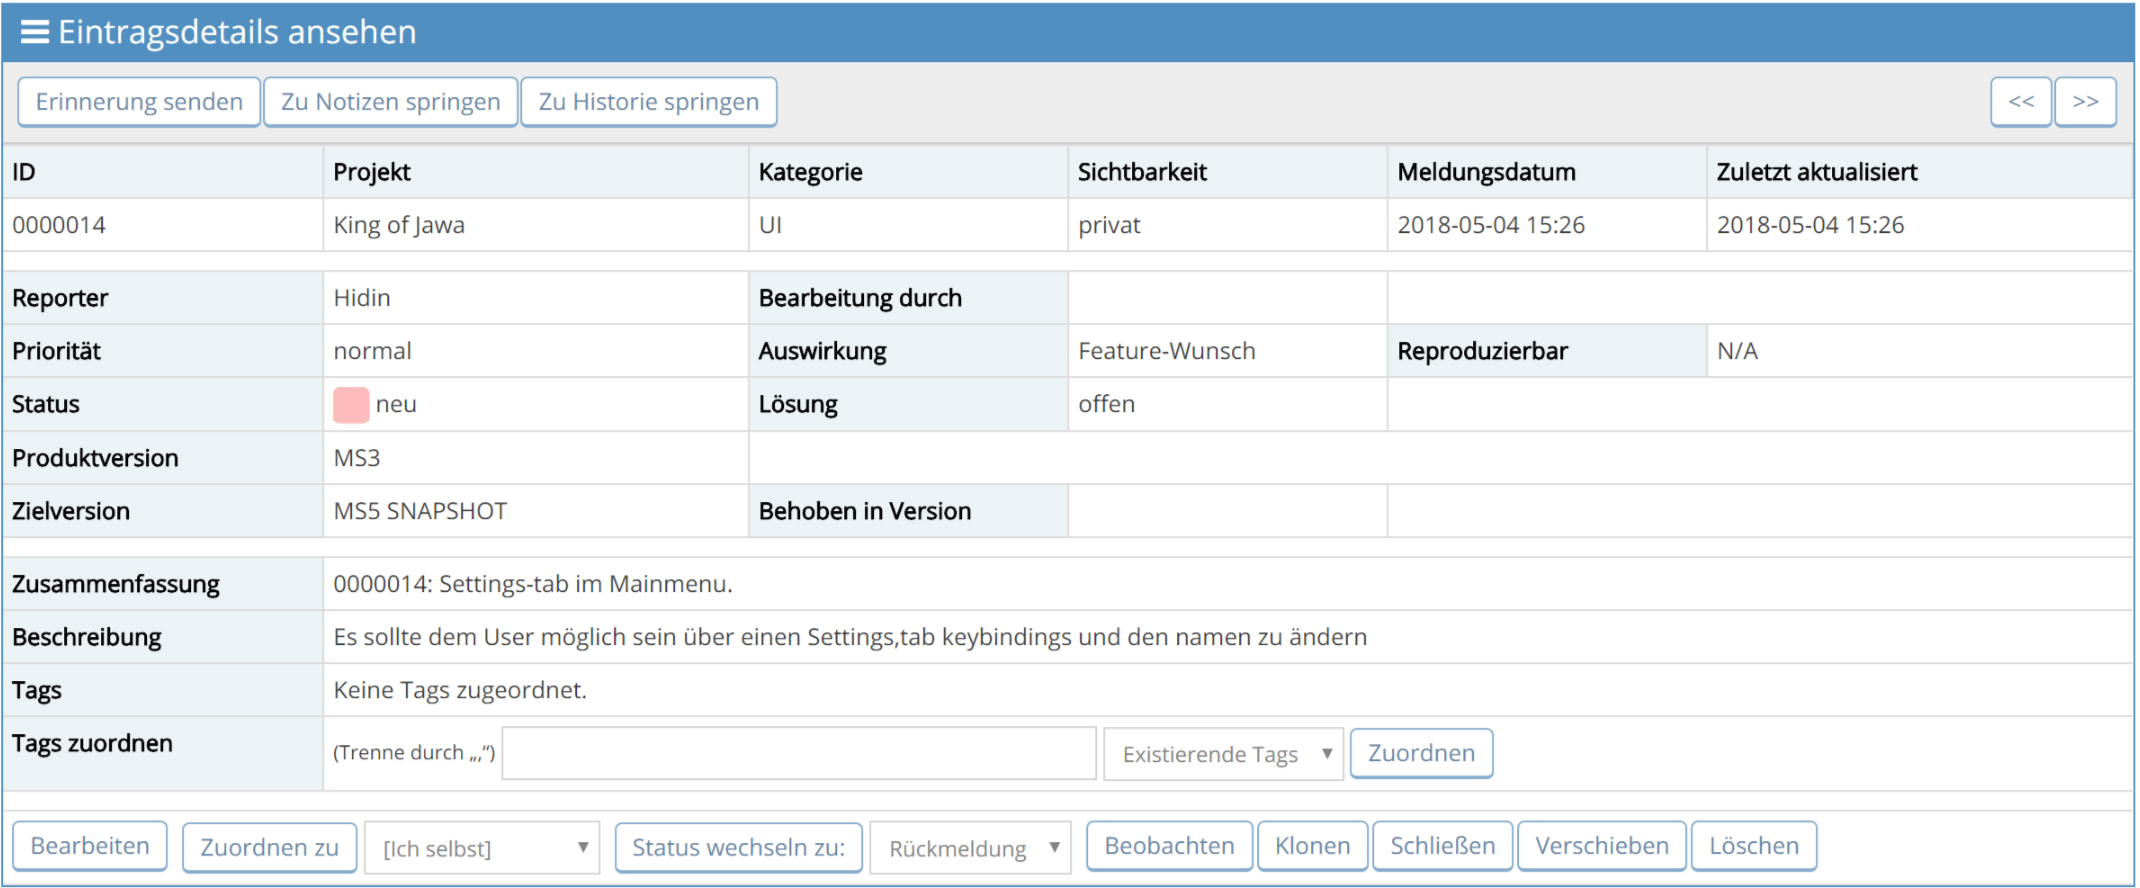 Eintragsdetails ansehen
Erinnerung senden Zu Notizen springen Zu Historie springen << >>
ID Projekt Kategorie Sichtbarkeit Meldungsdatum Zuletzt aktualisiert
0000014 King of Jawa UI privat 2018-05-04 15:26 2018-05-04 15:26
Reporter Hidin Bearbeitung durch
Priorität normal Auswirkung Feature-Wunsch Reproduzierbar N/A
Status neu Lösung offen
Produktversion MS3
Zielversion MS5 SNAPSHOT Behoben in Version
Zusammenfassung 0000014: Settings-tab im Mainmenu.
Beschreibung Es sollte dem User möglich sein über einen Settings,tab keybindings und den namen zu ändern
Tags Keine Tags zugeordnet.
Tags zuordnen (Trenne durch „,“) Existierende Tags Zuordnen
Bearbeiten Zuordnen zu [Ich selbst] Status wechseln zu: Rückmeldung Beobachten Klonen Schließen Verschieben Löschen